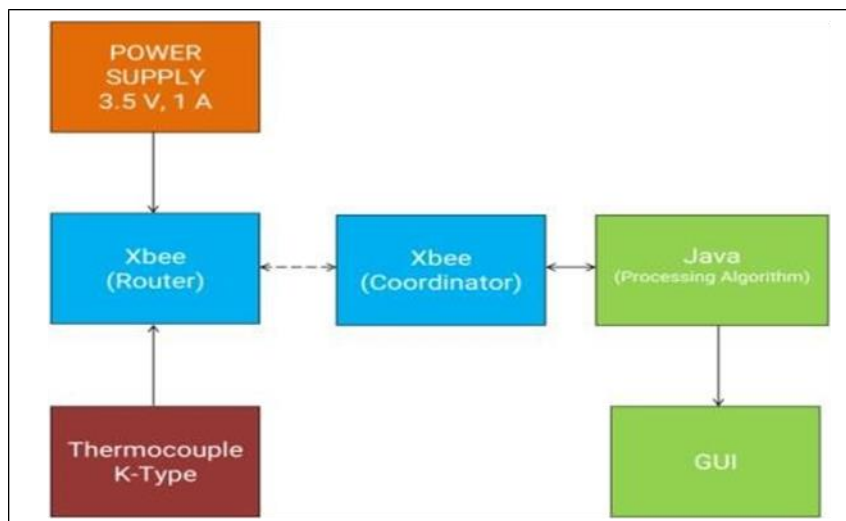 POWER
SUPPLY
3.5 V, 1 A
Xbee
(Router)
Xbee
(Coordinator)
Java
(Processing Algorithm)
Thermocouple
K-Type
GUI